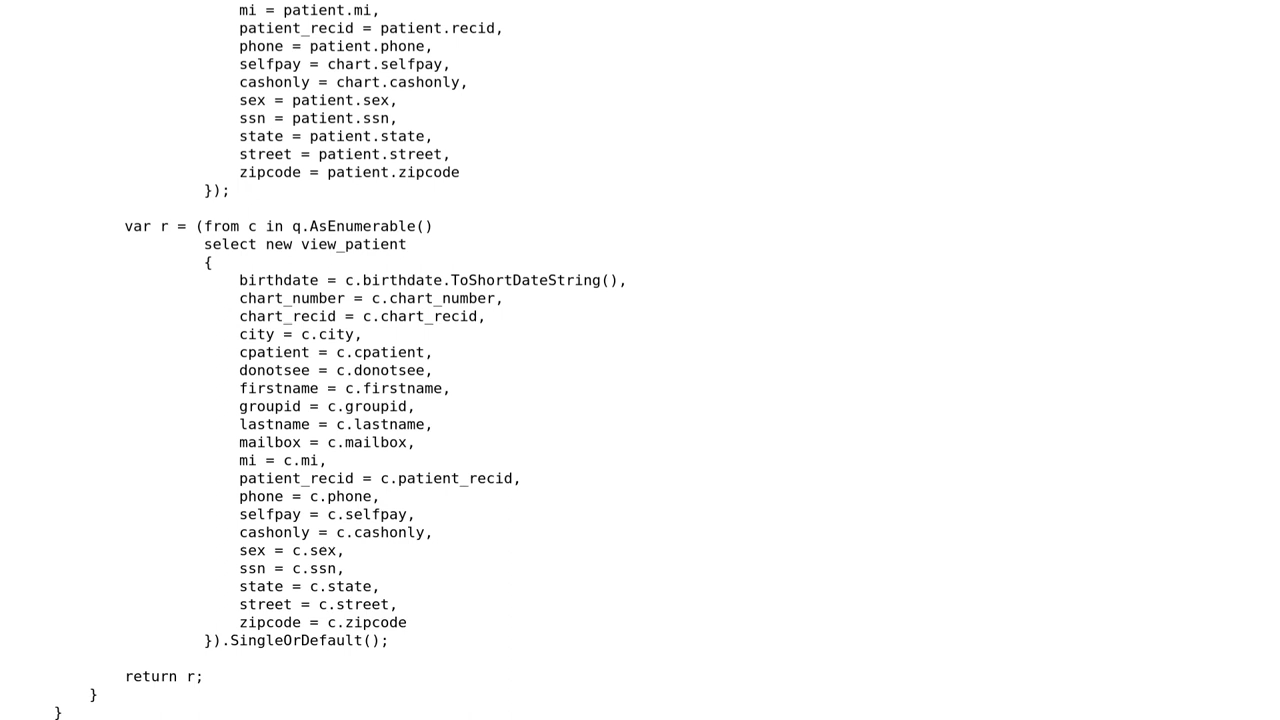 mi = patient.mi,
patient_recid = patient.recid,
phone = patient.phone,
selfpay = chart.selfpay,
cashonly = chart.cashonly,
sex = patient.sex,
ssn = patient.ssn,
state = patient.state,
street = patient.street,
zipcode = patient.zipcode
});
var r = (from c in q.AsEnumerable()
select new view_patient
{
birthdate = c.birthdate.ToShortDateString(),
chart_number = c.chart_number,
chart_recid = c.chart_recid,
city = c.city,
cpatient = c.cpatient,
donotsee = c.donotsee,
firstname = c.firstname,
groupid = c.groupid,
lastname = c.lastname,
mailbox = c.mailbox,
mi = c.mi,
patient_recid = c.patient_recid,
phone = c.phone,
selfpay = c.selfpay,
cashonly = c.cashonly,
sex = c.sex,
ssn = c.ssn,
state = c.state,
street = c.street,
zipcode = c.zipcode
}).SingleOrDefault();
return r;
}
}